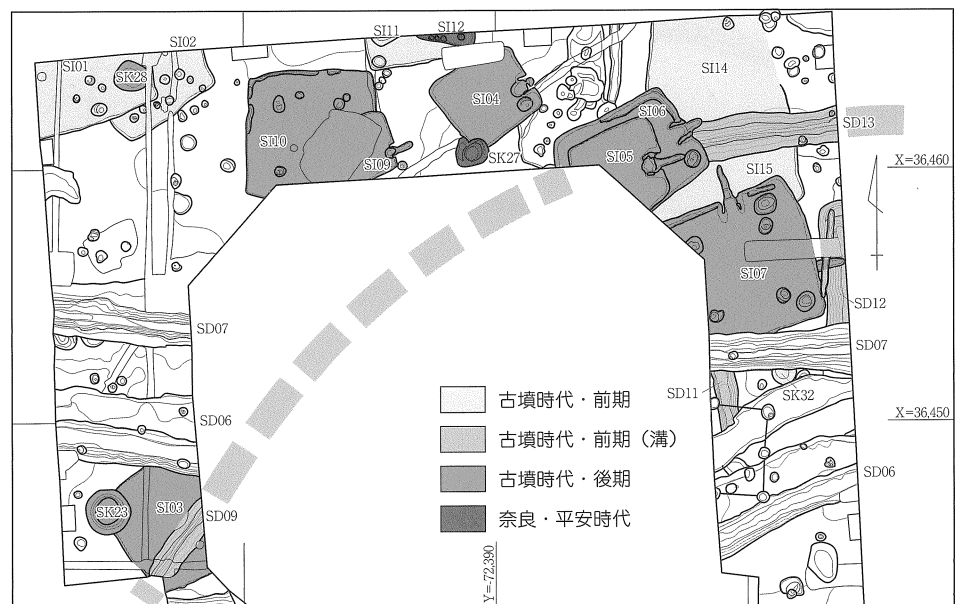 SI01
SI02
SK28
SI11
SI12
SI10
SI09
SI04
SK27
SI06
SI05
SI14
SD13
SI15
X=36,460
SI07
SD12
SD07
SD07
SD11
SK32
SD06
X=36,450
SD06
SI03
SK23
SD09
古墳時代・前期
古墳時代・前期（溝）
古墳時代・後期
奈良・平安時代
Y=-72,390